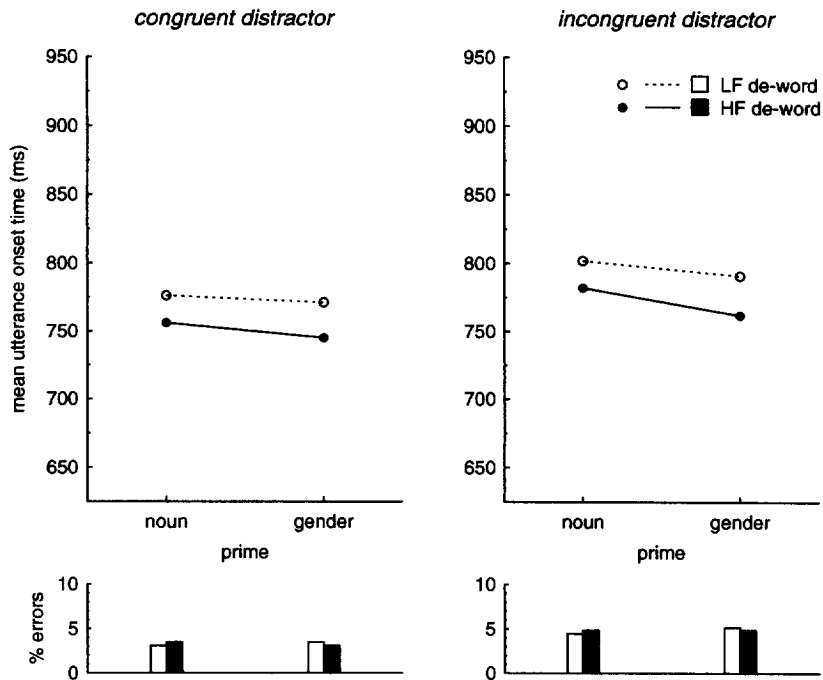 congruent distractor
incongruent distractor
mean utterance onset time (ms)
950
900
850
800
750
700
650
noun
gender
prime
% errors
10
5
0
LF de-word
HF de-word
950
900
850
800
750
700
650
noun
gender
prime
10
5
0